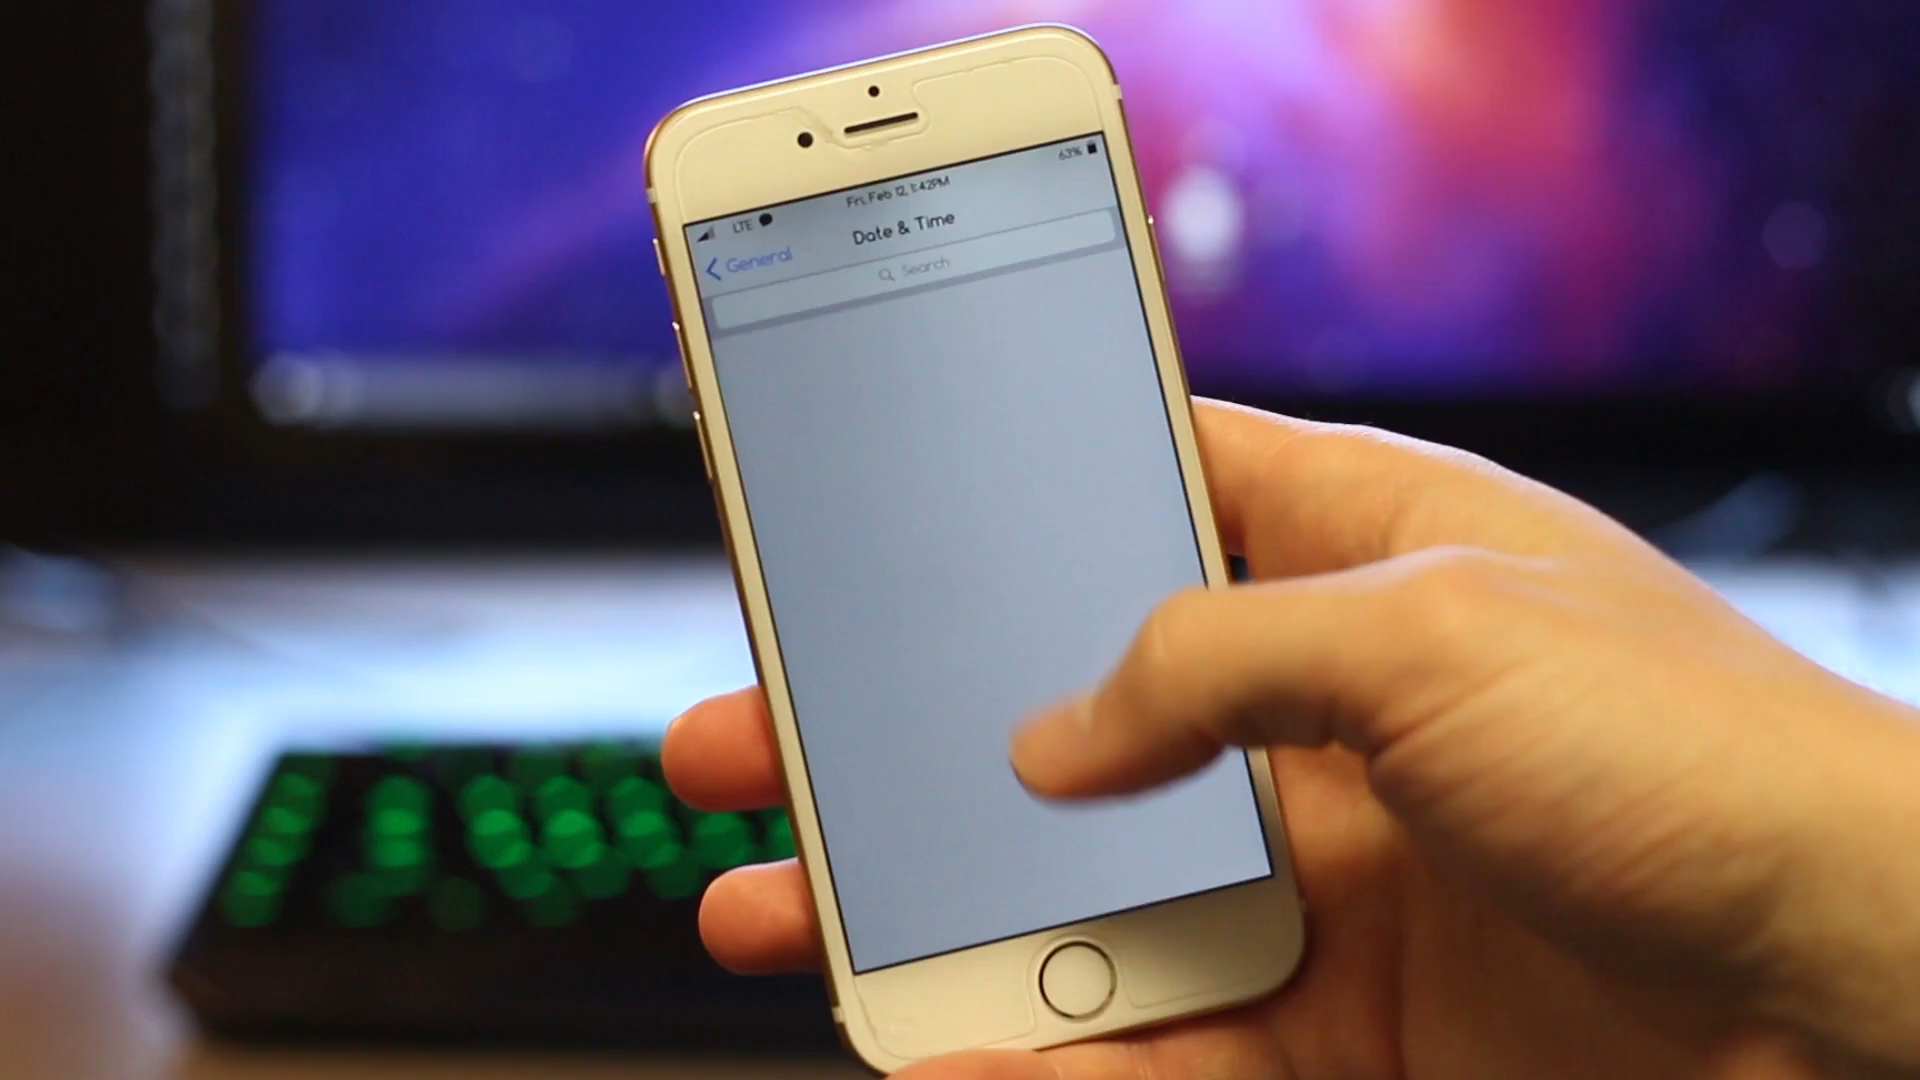 63%
Fri, Feb 12, 1:42PM
LTE
Date & Time
General
Search